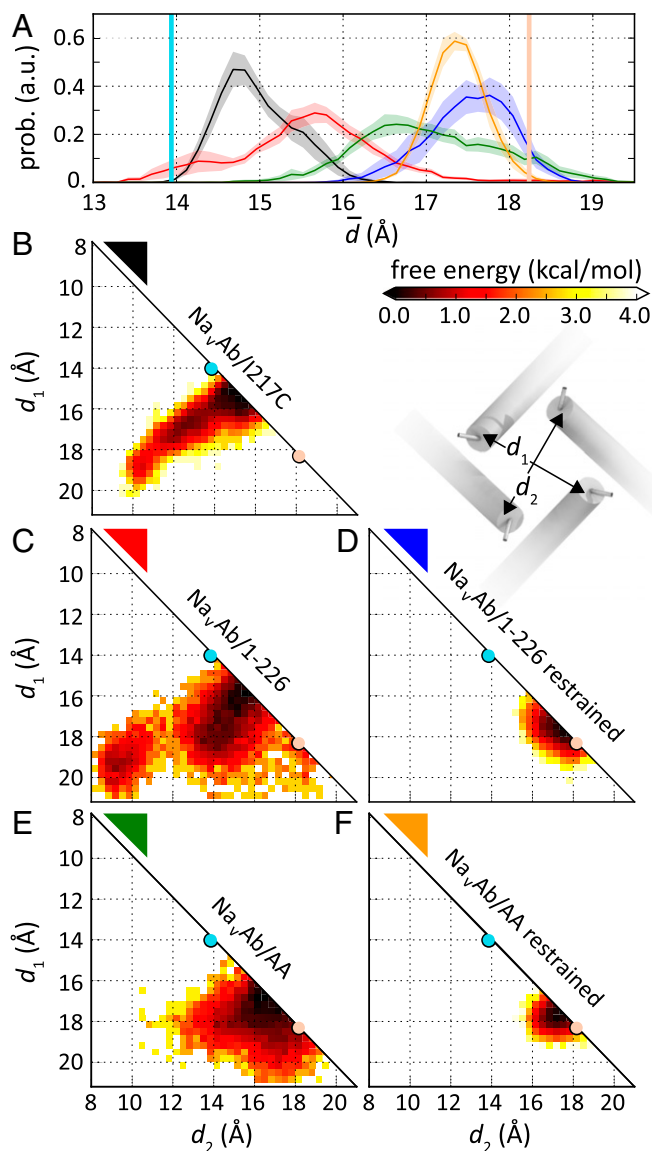 A
prob. (a.u.)
0.6
0.4
0.2
0.
13 14 15 16 17 18 19
d̅ (Å)
B
free energy (kcal/mol)
0.0 1.0 2.0 3.0 4.0
8
10
12
14
16
18
20
d₁ (Å)
NaᵥAb/I217C
d₁
d₂
C
8
10
12
14
16
18
20
d₁ (Å)
NaᵥAb/1-226
D
NaᵥAb/1-226 restrained
E
8
10
12
14
16
18
20
d₁ (Å)
NaᵥAb/AA
8 10 12 14 16 18 20
d₂ (Å)
F
NaᵥAb/AA restrained
8 10 12 14 16 18 20
d₂ (Å)